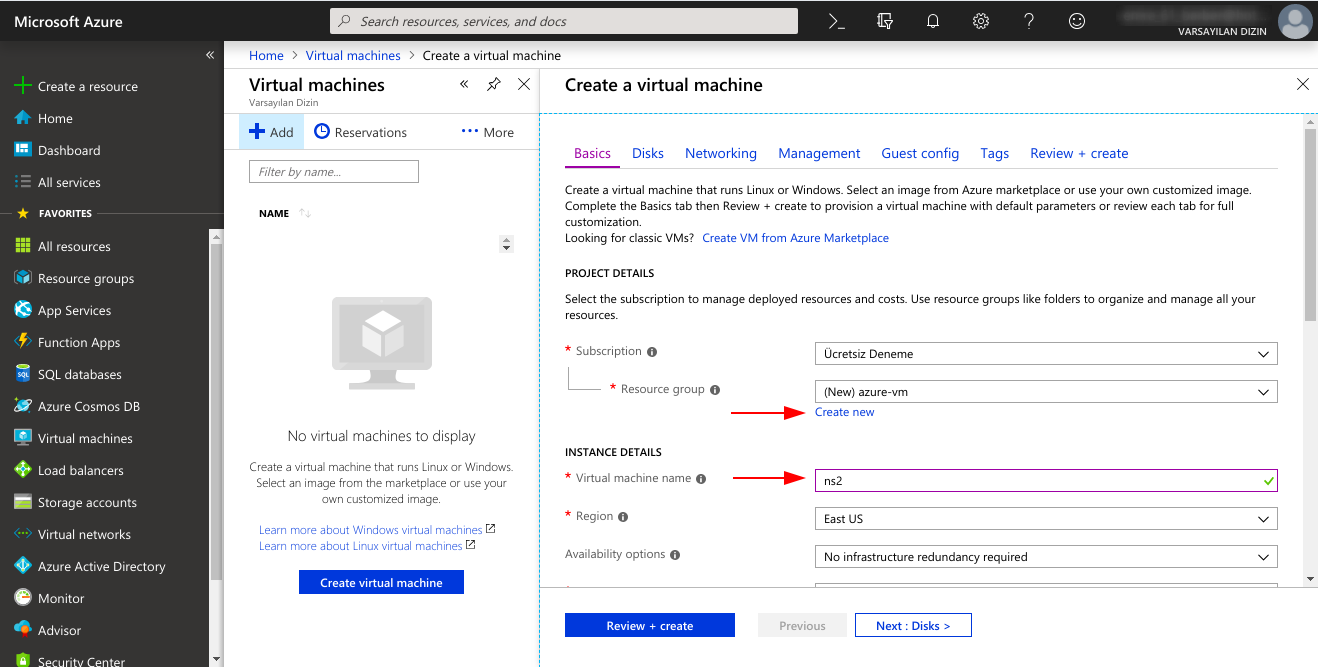 Microsoft Azure
Search resources, services, and docs
VARSAYILAN DIZIN
Create a resource
Home
Dashboard
All services
FAVORITES
All resources
Resource groups
App Services
Function Apps
SQL databases
Azure Cosmos DB
Virtual machines
Load balancers
Storage accounts
Virtual networks
Azure Active Directory
Monitor
Advisor
Security Center
Home > Virtual machines > Create a virtual machine
Virtual machines
Varsayılan Dizin
Add
Reservations
More
Filter by name...
NAME
No virtual machines to display
Create a virtual machine that runs Linux or Windows.
Select an image from the marketplace or use your
own customized image.
Learn more about Windows virtual machines
Learn more about Linux virtual machines
Create virtual machine
Create a virtual machine
Basics Disks Networking Management Guest config Tags Review + create
Create a virtual machine that runs Linux or Windows. Select an image from Azure marketplace or use your own customized image.
Complete the Basics tab then Review + create to provision a virtual machine with default parameters or review each tab for full
customization.
Looking for classic VMs? Create VM from Azure Marketplace
PROJECT DETAILS
Select the subscription to manage deployed resources and costs. Use resource groups like folders to organize and manage all your
resources.
* Subscription
Ücretsiz Deneme
* Resource group
(New) azure-vm
Create new
INSTANCE DETAILS
* Virtual machine name
ns2
* Region
East US
Availability options
No infrastructure redundancy required
Review + create
Previous
Next : Disks >